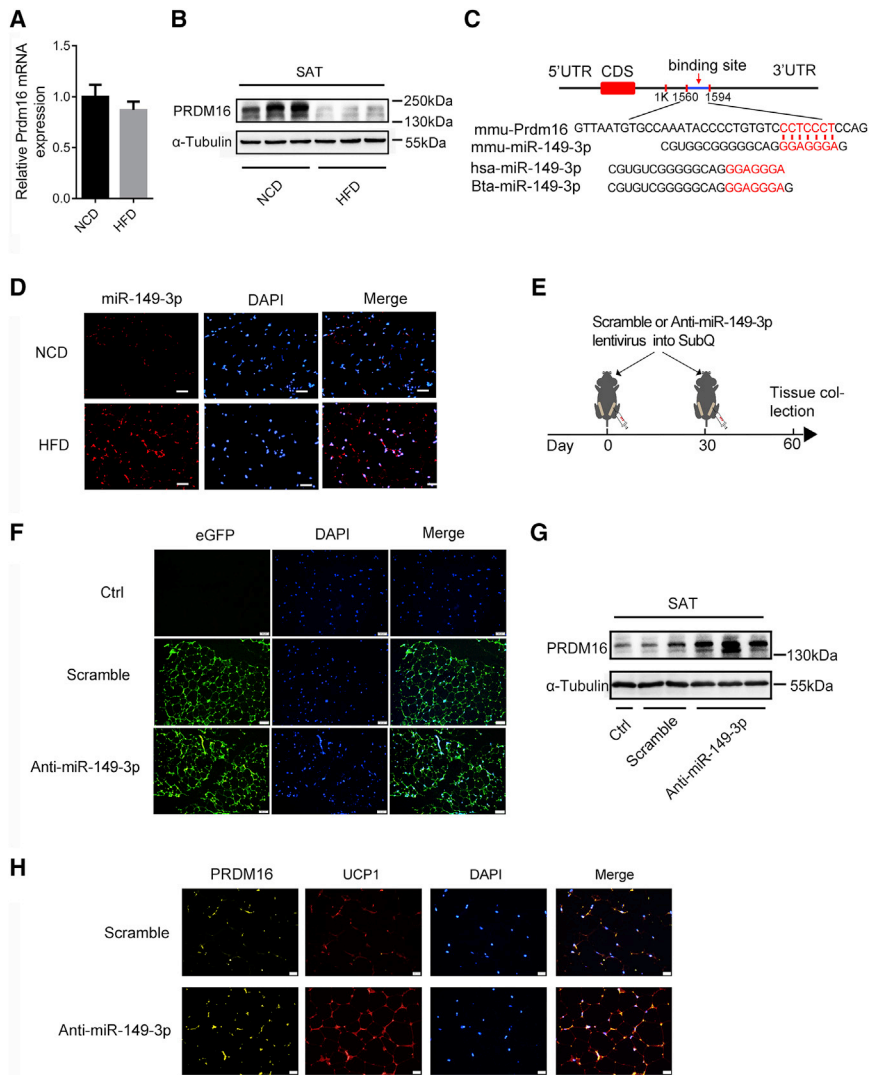 A
Relative Prdm16 mRNA
expression
1.5
1.0
0.5
0.0
NCD
HFD
B
SAT
PRDM16
250kDa
130kDa
α-Tubulin
55kDa
NCD
HFD
C
5'UTR
CDS
binding site
3'UTR
1K
1560
1594
mmu-Prdm16 GTTAATGTGCCAAATACCCCTGTGTCCCTCCCTCCAG
mmu-miR-149-3p CGUGGCGGGGGCAGGGAGGGAG
hsa-miR-149-3p CGUGUCGGGGGCAGGGAGGGA
Bta-miR-149-3p CGUGUCGGGGGCAGGGAGGGAG
D
miR-149-3p DAPI Merge
NCD
HFD
E
Scramble or Anti-miR-149-3p
lentivirus into SubQ
Tissue col-
lection
Day 0 30 60
F
eGFP DAPI Merge
Ctrl
Scramble
Anti-miR-149-3p
G
SAT
PRDM16
130kDa
α-Tubulin
55kDa
Ctrl
Scramble
Anti-miR-149-3p
H
PRDM16 UCP1 DAPI Merge
Scramble
Anti-miR-149-3p